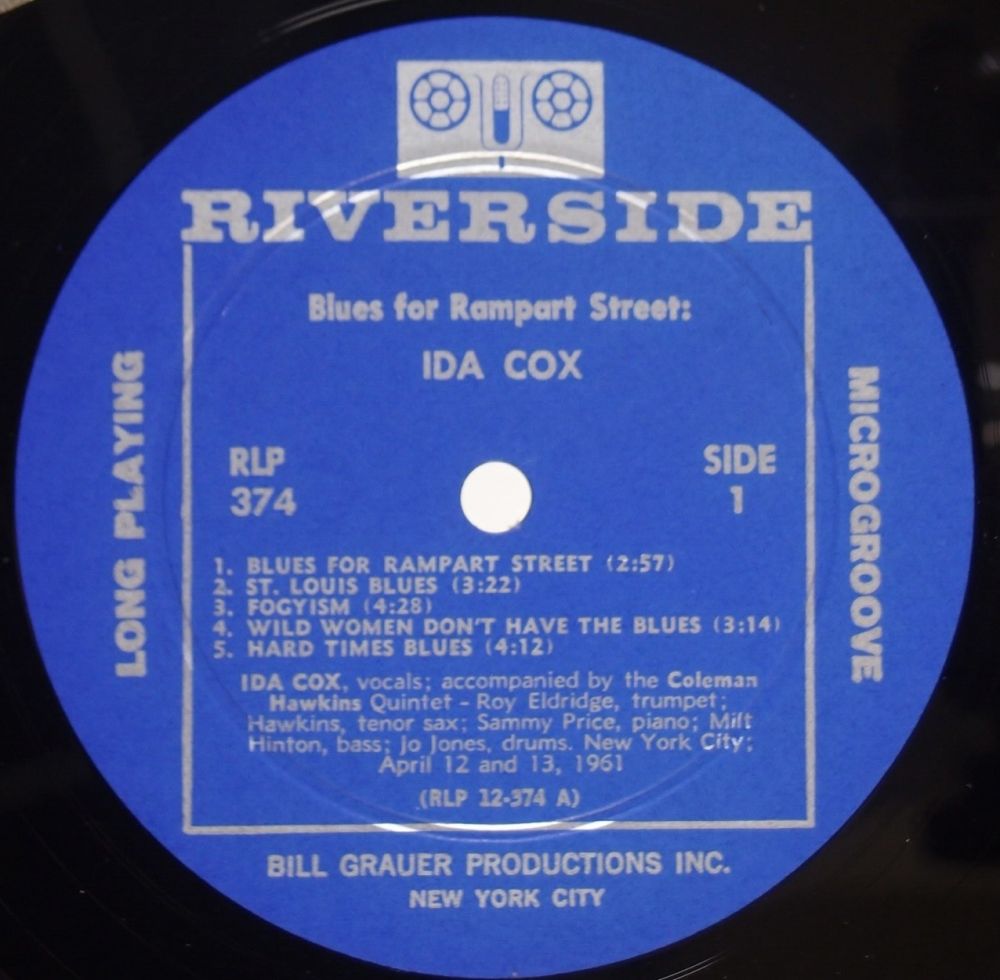 RIVERSIDE
Blues for Rampart Street:
IDA COX
LONG PLAYING
MICROGROOVE
RLP
374
SIDE
1
1. BLUES FOR RAMPART STREET (2:57)
2. ST. LOUIS BLUES (3:22)
3. FOGYISM (4:28)
4. WILD WOMEN DON'T HAVE THE BLUES (3:14)
5. HARD TIMES BLUES (4:12)
IDA COX, vocals; accompanied by the Coleman
Hawkins Quintet - Roy Eldridge, trumpet;
Hawkins, tenor sax; Sammy Price, piano; Milt
Hinton, bass; Jo Jones, drums. New York City;
April 12 and 13, 1961
(RLP 12-374 A)
BILL GRAUER PRODUCTIONS INC.
NEW YORK CITY